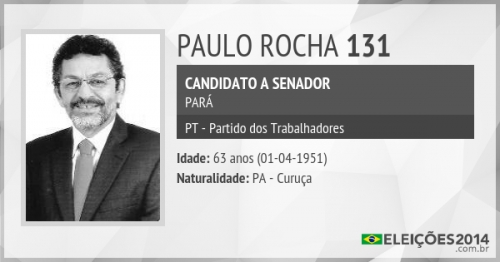 PAULO ROCHA 131
CANDIDATO A SENADOR
PARÁ
PT - Partido dos Trabalhadores
Idade: 63 anos (01-04-1951)
Naturalidade: PA - Curuça
ELEIÇÕES2014
.com.br